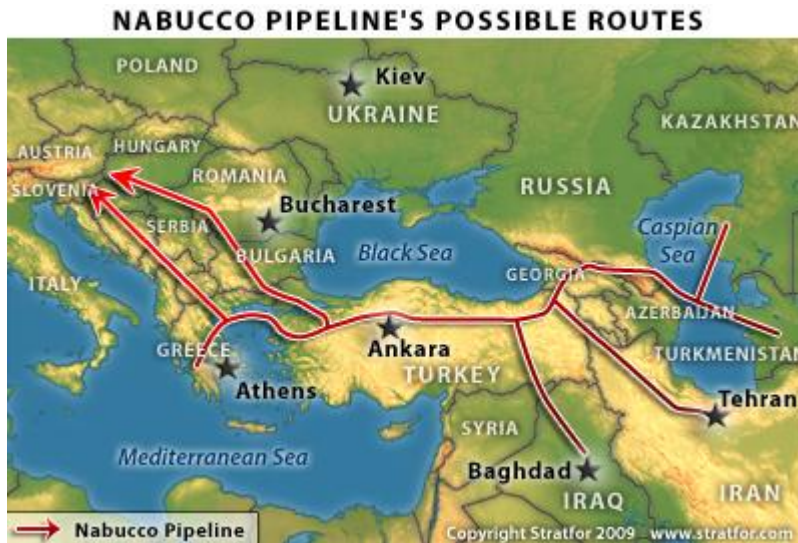 NABUCCO PIPELINE'S POSSIBLE ROUTES
POLAND
Kiev
UKRAINE
KAZAKHSTAN
AUSTRIA
HUNGARY
SLOVENIA
ROMANIA
RUSSIA
Bucharest
SERBIA
Caspian
Sea
BULGARIA
Black Sea
GEORGIA
ITALY
AZERBADAN
GREECE
Ankara
TURKMENISTAN
Athens
TURKEY
Tehran
SYRIA
Mediterranean Sea
Baghdad
IRAQ
IRAN
Nabucco Pipeline
Copyright Stratfor 2009 www.stratfor.com